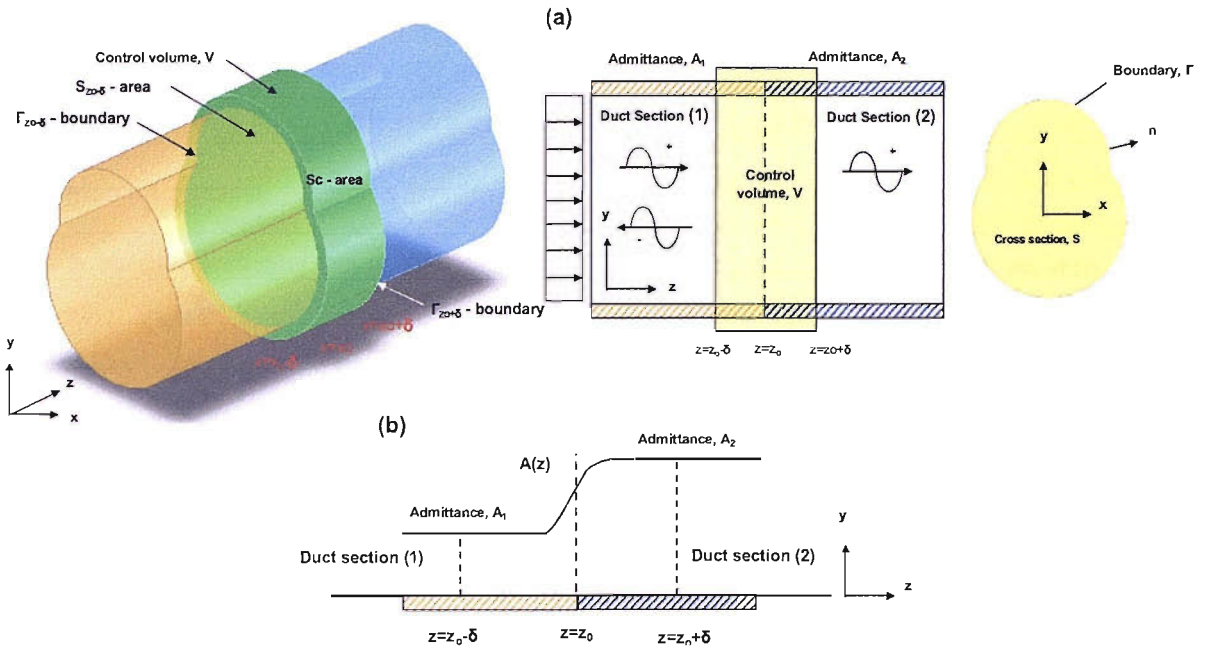 (a)
Control volume, V
S_zo-δ - area
Γ_zo-δ - boundary
Sc - area
Γ_zo+δ - boundary
y
z
x
Admittance, A₁
Admittance, A₂
Duct Section (1)
Duct Section (2)
+
+
-
Control
volume, V
y
z
z=z₀-δ
z=z₀
z=zo+δ
Boundary, Γ
n
y
x
Cross section, S
(b)
A(z)
Admittance, A₂
Admittance, A₁
Duct section (1)
Duct section (2)
y
z
z=z₀-δ
z=z₀
z=z₀+δ